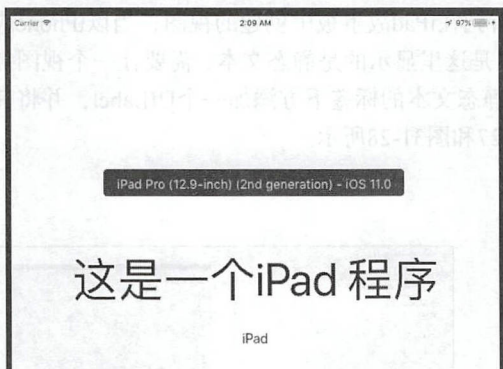 Carrier 2:09 AM 97%
iPad Pro (12.9-inch) (2nd generation) - iOS 11.0
这是一个iPad 程序
iPad